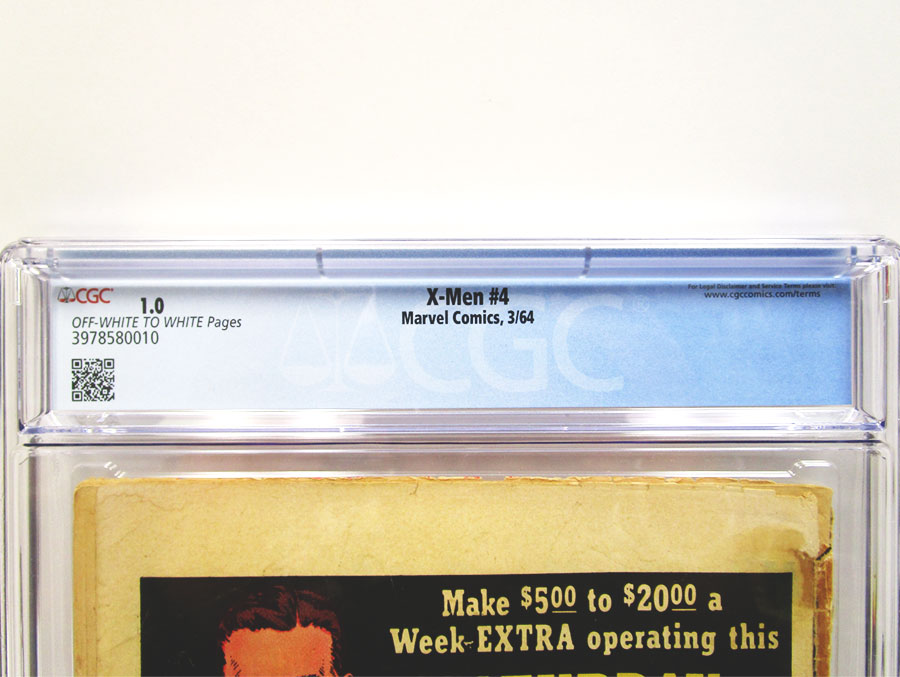 CGC
1.0
OFF-WHITE TO WHITE Pages
3978580010
X-Men #4
Marvel Comics, 3/64
CGC
For Legal Disclaimer and Service Terms please visit:
www.cgccomics.com/terms
Make $500 to $2000 a
Week-EXTRA operating this